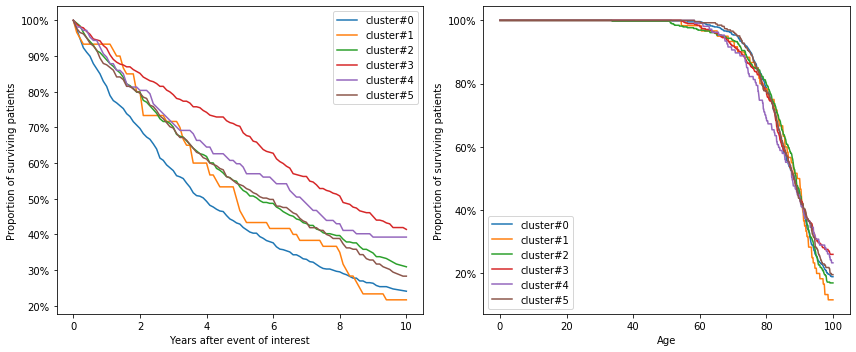 100%
90%
80%
70%
60%
50%
40%
30%
20%
Proportion of surviving patients
0
2
4
6
8
10
Years after event of interest
cluster#0
cluster#1
cluster#2
cluster#3
cluster#4
cluster#5
100%
80%
60%
40%
20%
Proportion of surviving patients
0
20
40
60
80
100
Age
cluster#0
cluster#1
cluster#2
cluster#3
cluster#4
cluster#5